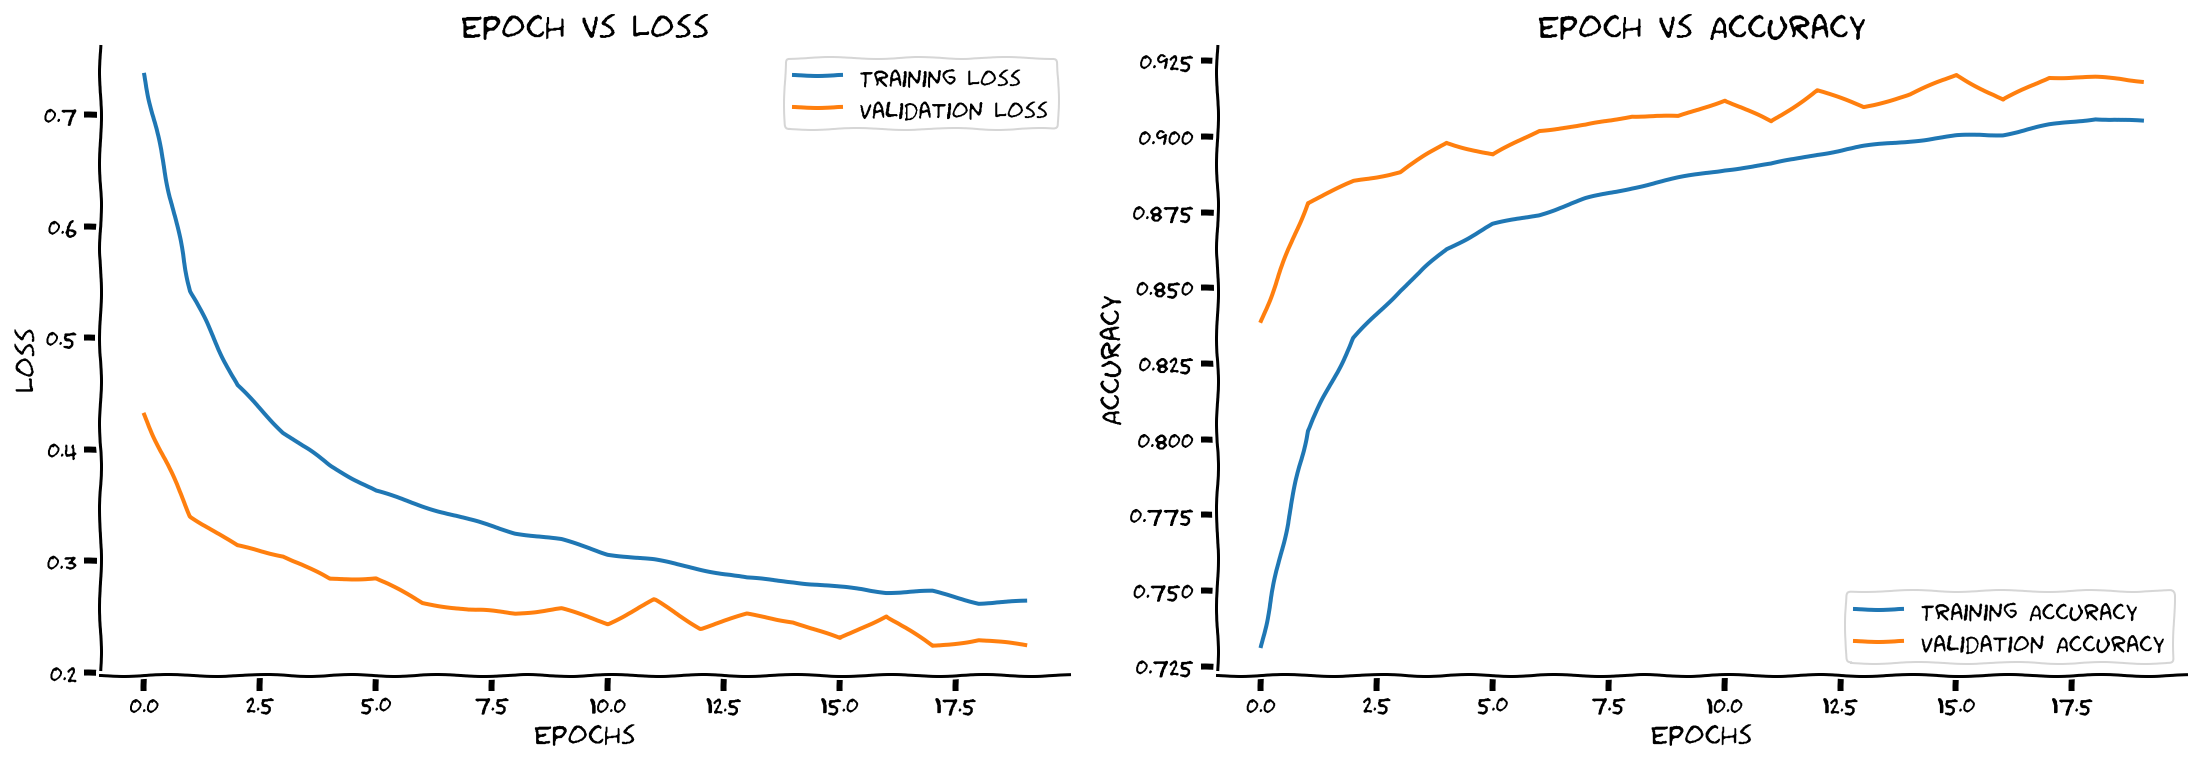 EPOCH VS LOSS
TRAINING LOSS
VALIDATION LOSS
LOSS
0.7
0.6
0.5
0.4
0.3
0.2
0.0 2.5 5.0 7.5 10.0 12.5 15.0 17.5
EPOCHS
EPOCH VS ACCURACY
ACCURACY
0.925
0.900
0.875
0.850
0.825
0.800
0.775
0.750
0.725
TRAINING ACCURACY
VALIDATION ACCURACY
0.0 2.5 5.0 7.5 10.0 12.5 15.0 17.5
EPOCHS